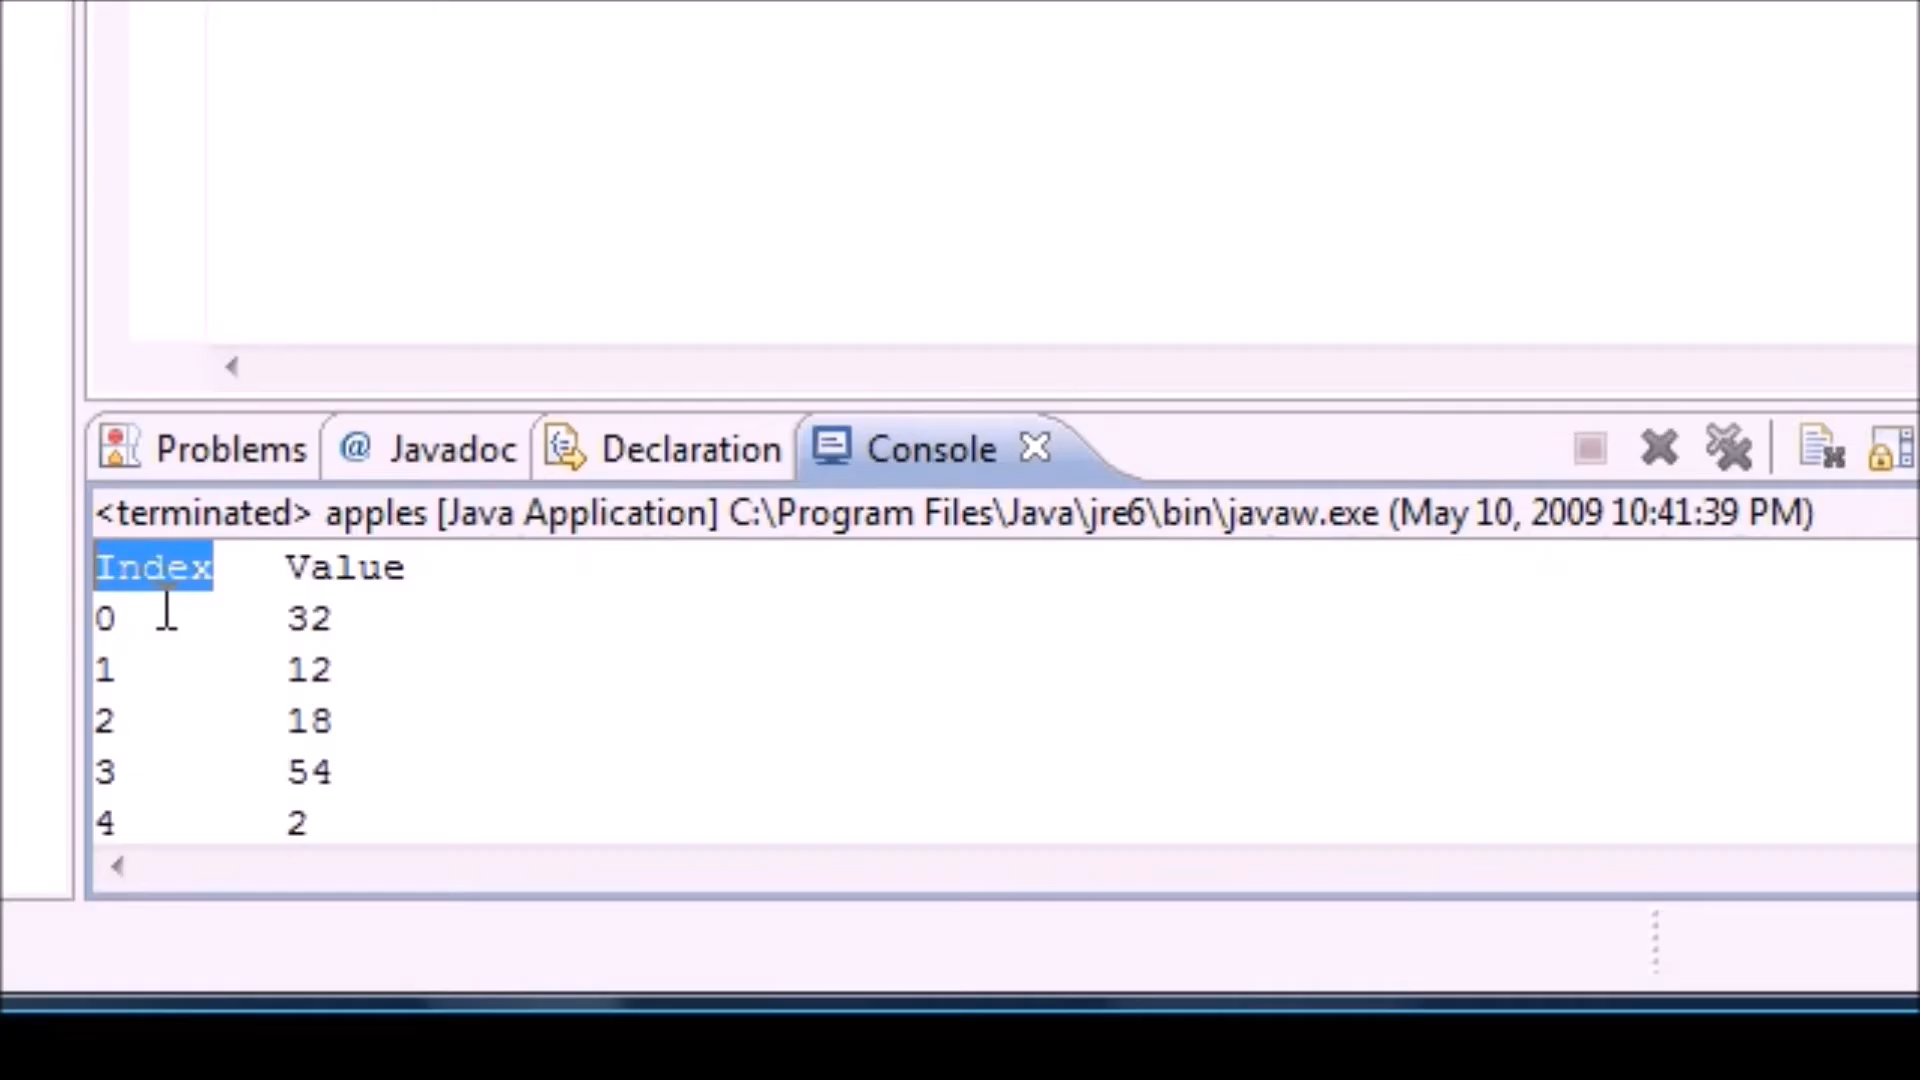 Problems @ Javadoc Declaration Console
<terminated> apples [Java Application] C:\Program Files\Java\jre6\bin\javaw.exe (May 10, 2009 10:41:39 PM)
Index Value
0 32
1 12
2 18
3 54
4 2